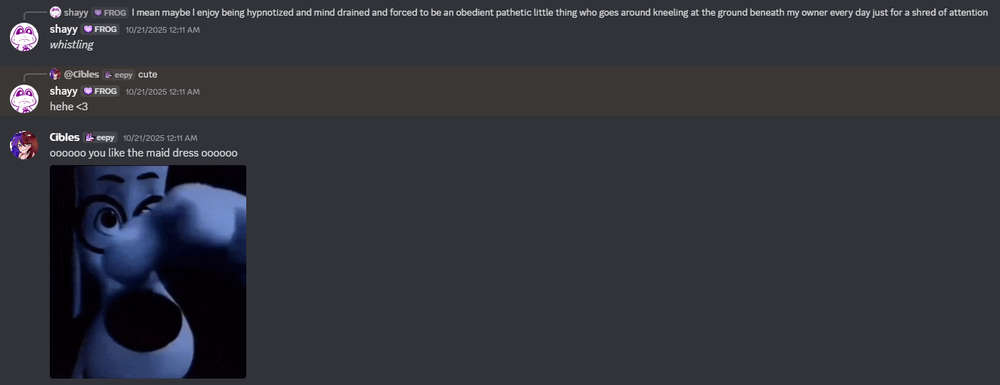 shayy FROG I mean maybe I enjoy being hypnotized and mind drained and forced to be an obedient pathetic little thing who goes around kneeling at the ground beneath my owner every day just for a shred of attention
shayy FROG 10/21/2025 12:11 AM
whistling
@Cibles eepy cute
shayy FROG 10/21/2025 12:11 AM
hehe <3
Cibles eepy 10/21/2025 12:11 AM
oooooo you like the maid dress oooooo